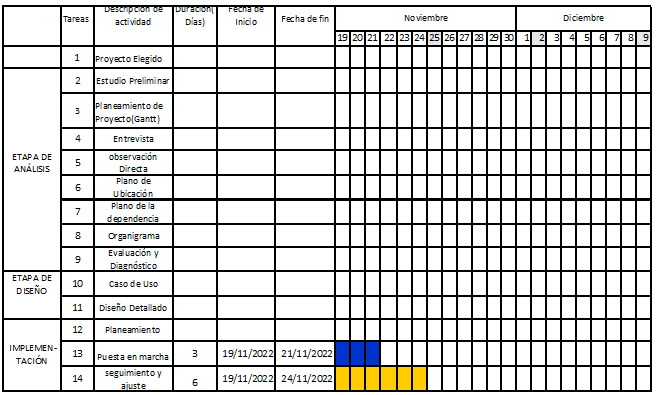 Tareas Descripcion de actividad Duracion( Días) Fecha de Inicio Fecha de fin Noviembre Diciembre
19 20 21 22 23 24 25 26 27 28 29 30 1 2 3 4 5 6 7 8 9
1 Proyecto Elegido
ETAPA DE ANÁLISIS
2 Estudio Preliminar
3 Planeamiento de Proyecto(Gantt)
4 Entrevista
5 observación Directa
6 Plano de Ubicación
7 Plano de la dependencia
8 Organigrama
9 Evaluación y Diagnóstico
ETAPA DE DISEÑO
10 Caso de Uso
11 Diseño Detallado
IMPLEMEN-TACIÓN
12 Planeamiento
13 Puesta en marcha 3 19/11/2022 21/11/2022
14 seguimiento y ajuste 6 19/11/2022 24/11/2022